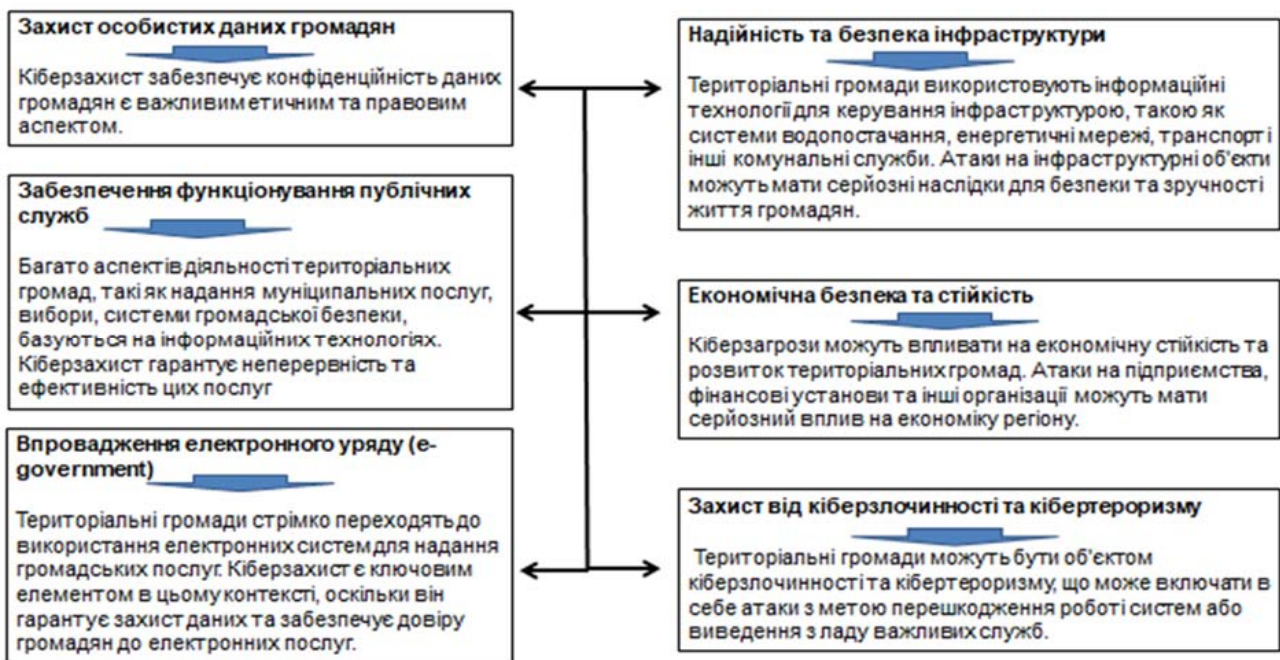 Захист особистих даних громадян
Кіберзахист забезпечує конфіденційність даних
громадян є важливим етичним та правовим
аспектом.
Забезпечення функціонування публічних
служб
Багато аспектів діяльності територіальних
громад, такі як надання муніципальних послуг,
вибори, системи громадської безпеки,
базуються на інформаційних технологіях.
Кіберзахист гарантує неперервність та
ефективність цих послуг
Впровадження електронного уряду (e-
government)
Територіальні громади стрімко переходять до
використання електронних систем для надання
громадських послуг. Кіберзахист є ключовим
елементом в цьому контексті, оскільки він
гарантує захист даних та забезпечує довіру
громадян до електронних послуг.
Надійність та безпека інфраструктури
Територіальні громади використовують інформаційні
технології для керування інфраструктурою, такою як
системи водопостачання, енергетичні мережі, транспорт і
інші комунальні служби. Атаки на інфраструктурні об'єкти
можуть мати серйозні наслідки для безпеки та зручності
життя громадян.
Економічна безпека та стійкість
Кіберзагрози можуть впливати на економічну стійкість та
розвиток територіальних громад. Атаки на підприємства,
фінансові установи та інші організації можуть мати
серйозний вплив на економіку регіону.
Захист від кіберзлочинності та кібертероризму
Територіальні громади можуть бути об'єктом
кіберзлочинності та кібертероризму, що може включати в
себе атаки з метою перешкодження роботі систем або
виведення з ладу важливих служб.